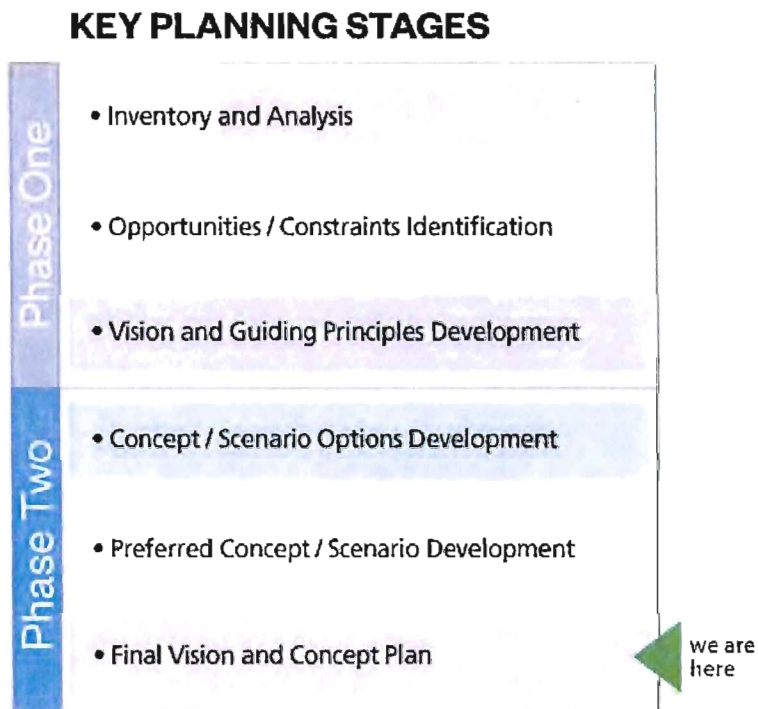 KEY PLANNING STAGES
Phase One
• Inventory and Analysis
• Opportunities / Constraints Identification
• Vision and Guiding Principles Development
Phase Two
• Concept / Scenario Options Development
• Preferred Concept / Scenario Development
• Final Vision and Concept Plan
we are
here